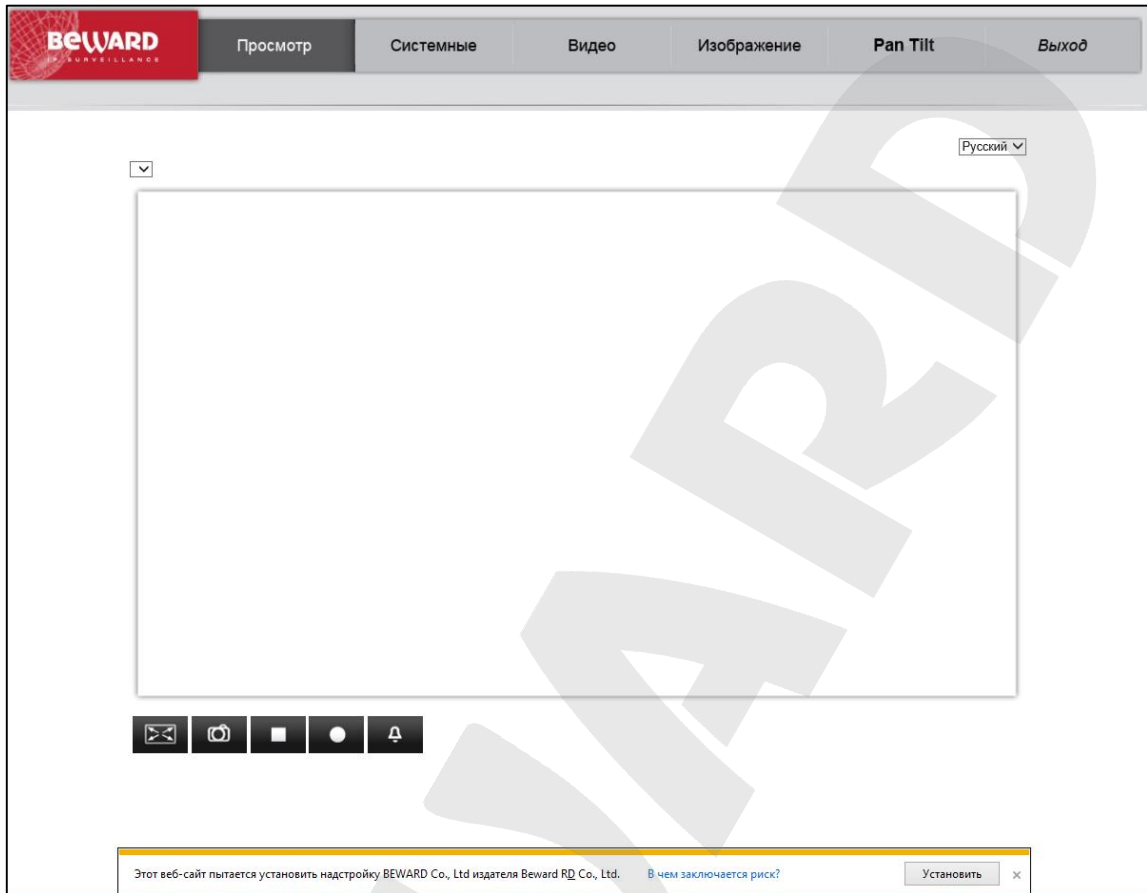 BEWARD
IP SURVEILLANCE
Просмотр
Системные
Видео
Изображение
Pan Tilt
Выход
Русский
Этот веб-сайт пытается установить надстройку BEWARD Co., Ltd издателя Beward RD Co., Ltd. В чем заключается риск? Установить ×